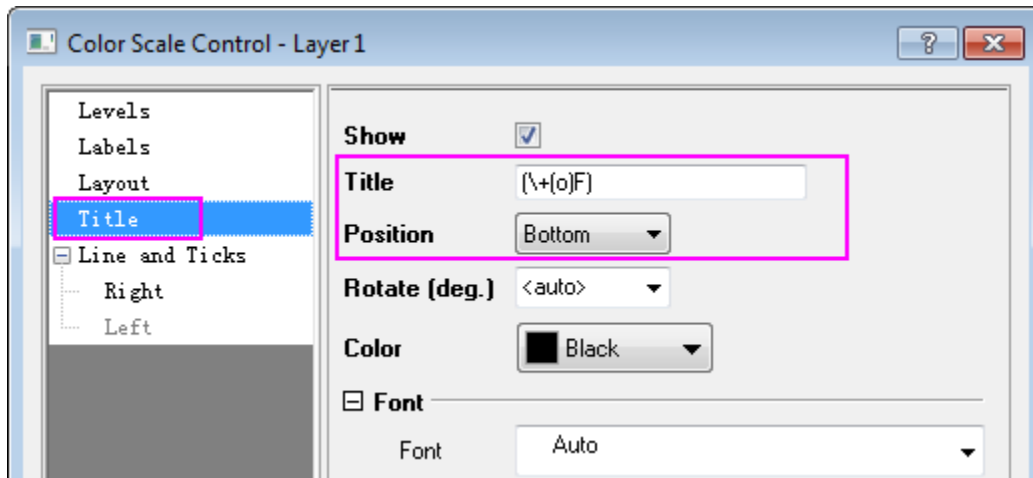 Color Scale Control - Layer 1
Levels
Labels
Layout
Title
Line and Ticks
Right
Left
Show
Title (\+(o)F)
Position Bottom
Rotate (deg.) <auto>
Color Black
Font
Font Auto